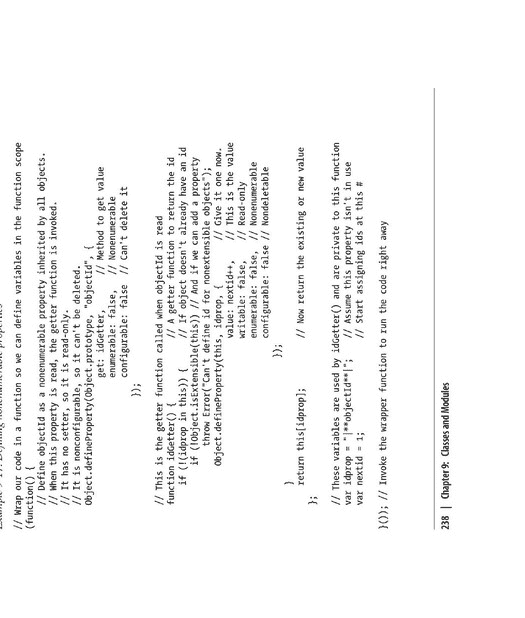 Example 9-17. Defining nonenumerable properties
// Wrap our code in a function so we can define variables in the function scope
(function() {
// Define objectId as a nonenumerable property inherited by all objects.
// When this property is read, the getter function is invoked.
// It has no setter, so it is read-only.
// It is nonconfigurable, so it can't be deleted.
Object.defineProperty(Object.prototype, "objectId", {
get: idGetter, // Method to get value
enumerable: false, // Nonenumerable
configurable: false // Can't delete it
});
// This is the getter function called when objectId is read
function idGetter() { // A getter function to return the id
if (!(idprop in this)) { // If object doesn't already have an id
if (!Object.isExtensible(this)) // And if we can add a property
throw Error("Can't define id for nonextensible objects");
Object.defineProperty(this, idprop, { // Give it one now.
value: nextid++, // This is the value
writable: false, // Read-only
enumerable: false, // Nonenumerable
configurable: false // Nondeletable
});
}
return this[idprop]; // Now return the existing or new value
};
// These variables are used by idGetter() and are private to this function
var idprop = "|**objectId**|"; // Assume this property isn't in use
var nextid = 1; // Start assigning ids at this #
}()); // Invoke the wrapper function to run the code right away
238 | Chapter 9: Classes and Modules